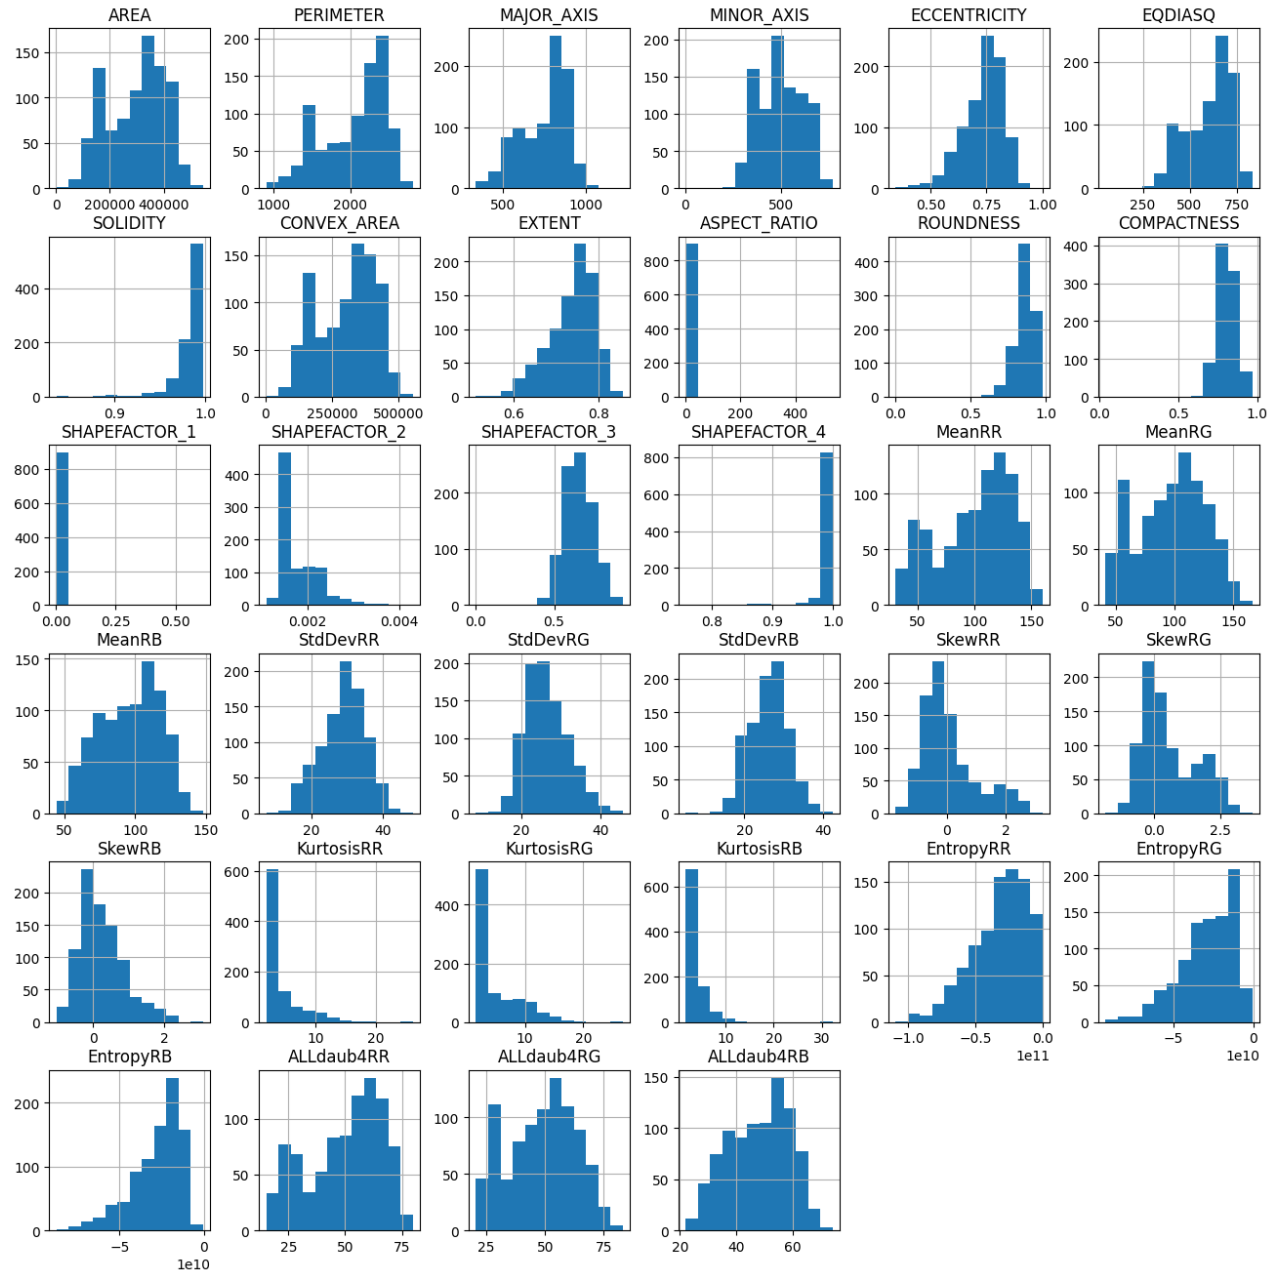 AREA PERIMETER MAJOR_AXIS MINOR_AXIS ECCENTRICITY EQDIASQ
150 200 200 200 250 200
150 150 200
100 150
100 100 100 150 100
50 50 50 100
50 50
0 0 0 0 0 0
0 200000 400000 1000 2000 500 1000 0 500 0.50 0.75 1.00 250 500 750
SOLIDITY CONVEX_AREA EXTENT ASPECT_RATIO ROUNDNESS COMPACTNESS
400 150 200 800 400 400
150 600 300 300
200 100 100 400 200 200
50 50 200 100 100
0 0 0 0 0 0
0.9 1.0 0 250000 500000 0.6 0.8 0 200 400 0.0 0.5 1.0 0.0 0.5 1.0
SHAPEFACTOR_1 SHAPEFACTOR_2 SHAPEFACTOR_3 SHAPEFACTOR_4 MeanRR MeanRG
800 400 200 800 100 100
600 300 600
400 200 100 400 50 50
200 100 200
0 0 0 0 0 0
0.00 0.25 0.50 0.002 0.004 0.0 0.5 0.8 0.9 1.0 50 100 150 50 100 150
MeanRB StdDevRR StdDevRG StdDevRB SkewRR SkewRG
150 200 200 200 200 200
100 150 150 150 150 150
100 100 100 100 100
50 50 50 50 50 50
0 0 0 0 0 0
50 100 150 20 40 20 40 20 40 0 2 0.0 2.5
SkewRB KurtosisRR KurtosisRG KurtosisRB EntropyRR EntropyRG
200 600 400 600 150 200
150 400 400 100 150
100 200 200 100
50 200 50 50
0 0 0 0 0 0
0 2 10 20 10 20 10 20 30 −1.0 −0.5 0.0 −5 0
1e11 1e10
EntropyRB ALLdaub4RR ALLdaub4RG ALLdaub4RB
200 100 100 150
100 50 50 100
50
0 0 0 0
−5 0 25 50 75 25 50 75 20 40 60
1e10